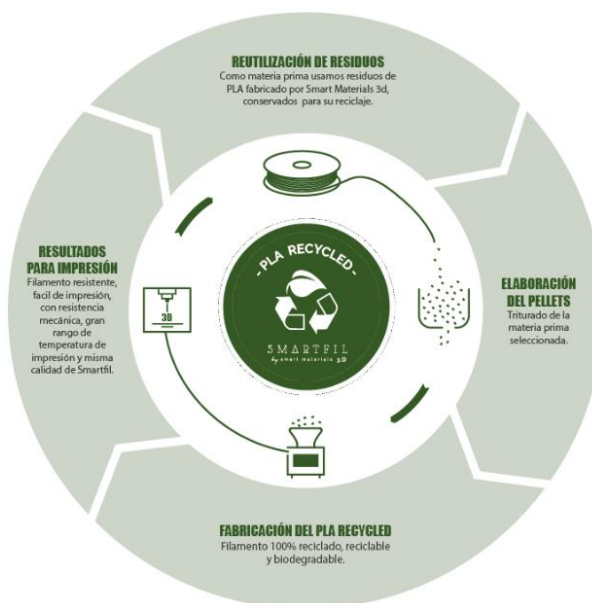 REUTILIZACIÓN DE RESIDUOS
Como materia prima usamos residuos de
PLA fabricado por Smart Materials 3d,
conservados para su reciclaje.
RESULTADOS
PARA IMPRESIÓN
Filamento resistente,
facil de impresión,
con resistencia
mecánica, gran
rango de
temperatura de
impresión y misma
calidad de Smartfil.
- PLA RECYCLED -
SMARTFIL
by smart materials 3D
3D
ELABORACIÓN
DEL PELLETS
Triturado de la
materia prima
seleccionada.
FABRICACIÓN DEL PLA RECYCLED
Filamento 100% reciclado, reciclable
y biodegradable.